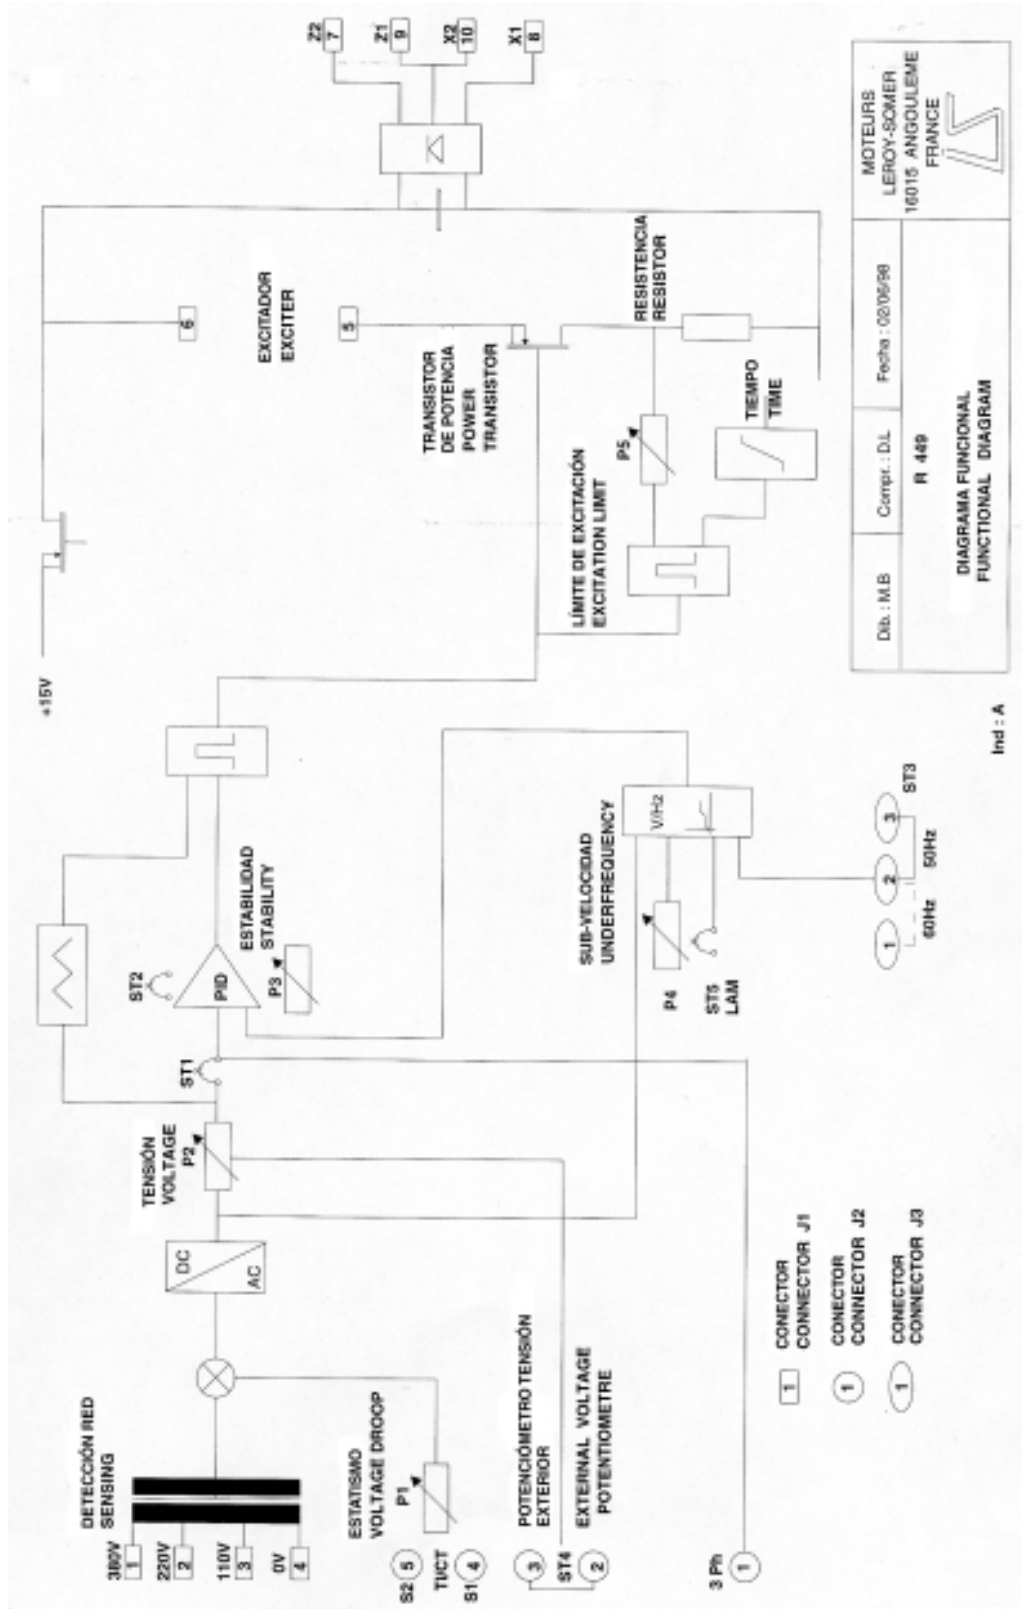 DETECCIÓN RED
SENSING
380V
1
220V
2
110V
3
0V
4
ESTATISMO
VOLTAGE DROOP
P1
S2 5
TI/CT
S1 4
POTENCIÓMETRO TENSIÓN
EXTERIOR
3
ST4
2
EXTERNAL VOLTAGE
POTENTIOMETRE
3 Ph
1
DC
AC
TENSIÓN
VOLTAGE
P2
ST1
ST2
PID
ESTABILIDAD
STABILITY
P3
SUB-VELOCIDAD
UNDERFREQUENCY
V/Hz
P4
ST5
LAM
1
2
3
ST3
60Hz
50Hz
+15V
6
EXCITADOR
EXCITER
5
TRANSISTOR
DE POTENCIA
POWER
TRANSISTOR
LÍMITE DE EXCITACIÓN
EXCITATION LIMIT
P5
RESISTENCIA
RESISTOR
TIEMPO
TIME
Z2
7
Z1
9
X2
10
X1
8
1
CONECTOR
CONNECTOR J1
1
CONECTOR
CONNECTOR J2
1
CONECTOR
CONNECTOR J3
Ind : A
Dib. : M.B
Compr. : D.L
Fecha : 02/06/98
MOTEURS
LEROY-SOMER
16015 ANGOULEME
FRANCE
R 449
DIAGRAMA FUNCIONAL
FUNCTIONAL DIAGRAM